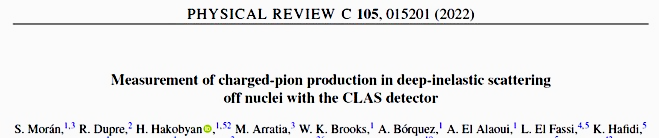 PHYSICAL REVIEW C 105, 015201 (2022)
Measurement of charged-pion production in deep-inelastic scattering
off nuclei with the CLAS detector
S. Morán,1,3 R. Dupre,2 H. Hakobyan,1,52 M. Arratia,3 W. K. Brooks,1 A. Bórquez,1 A. El Alaoui,1 L. El Fassi,4,5 K. Hafidi,5